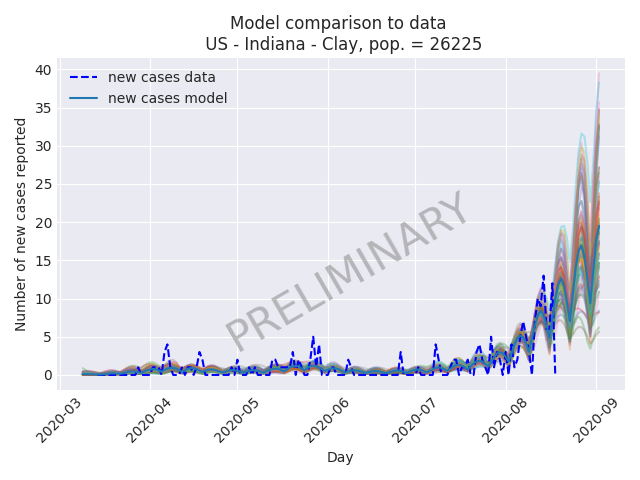 Model comparison to data
US - Indiana - Clay, pop. = 26225
new cases data
new cases model
40
35
30
25
20
15
10
5
0
Number of new cases reported
PRELIMINARY
2020-03
2020-04
2020-05
2020-06
2020-07
2020-08
2020-09
Day